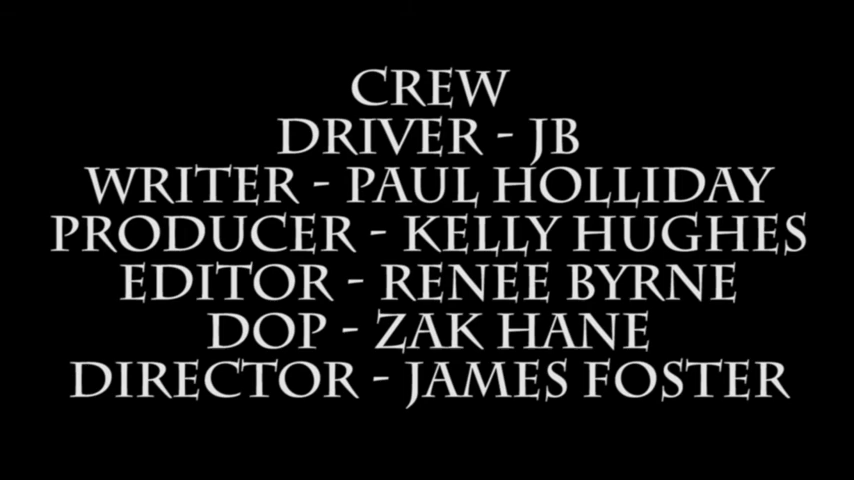 CREW
DRIVER - JB
WRITER - PAUL HOLLIDAY
PRODUCER - KELLY HUGHES
EDITOR - RENEE BYRNE
DOP - ZAK HANE
DIRECTOR - JAMES FOSTER